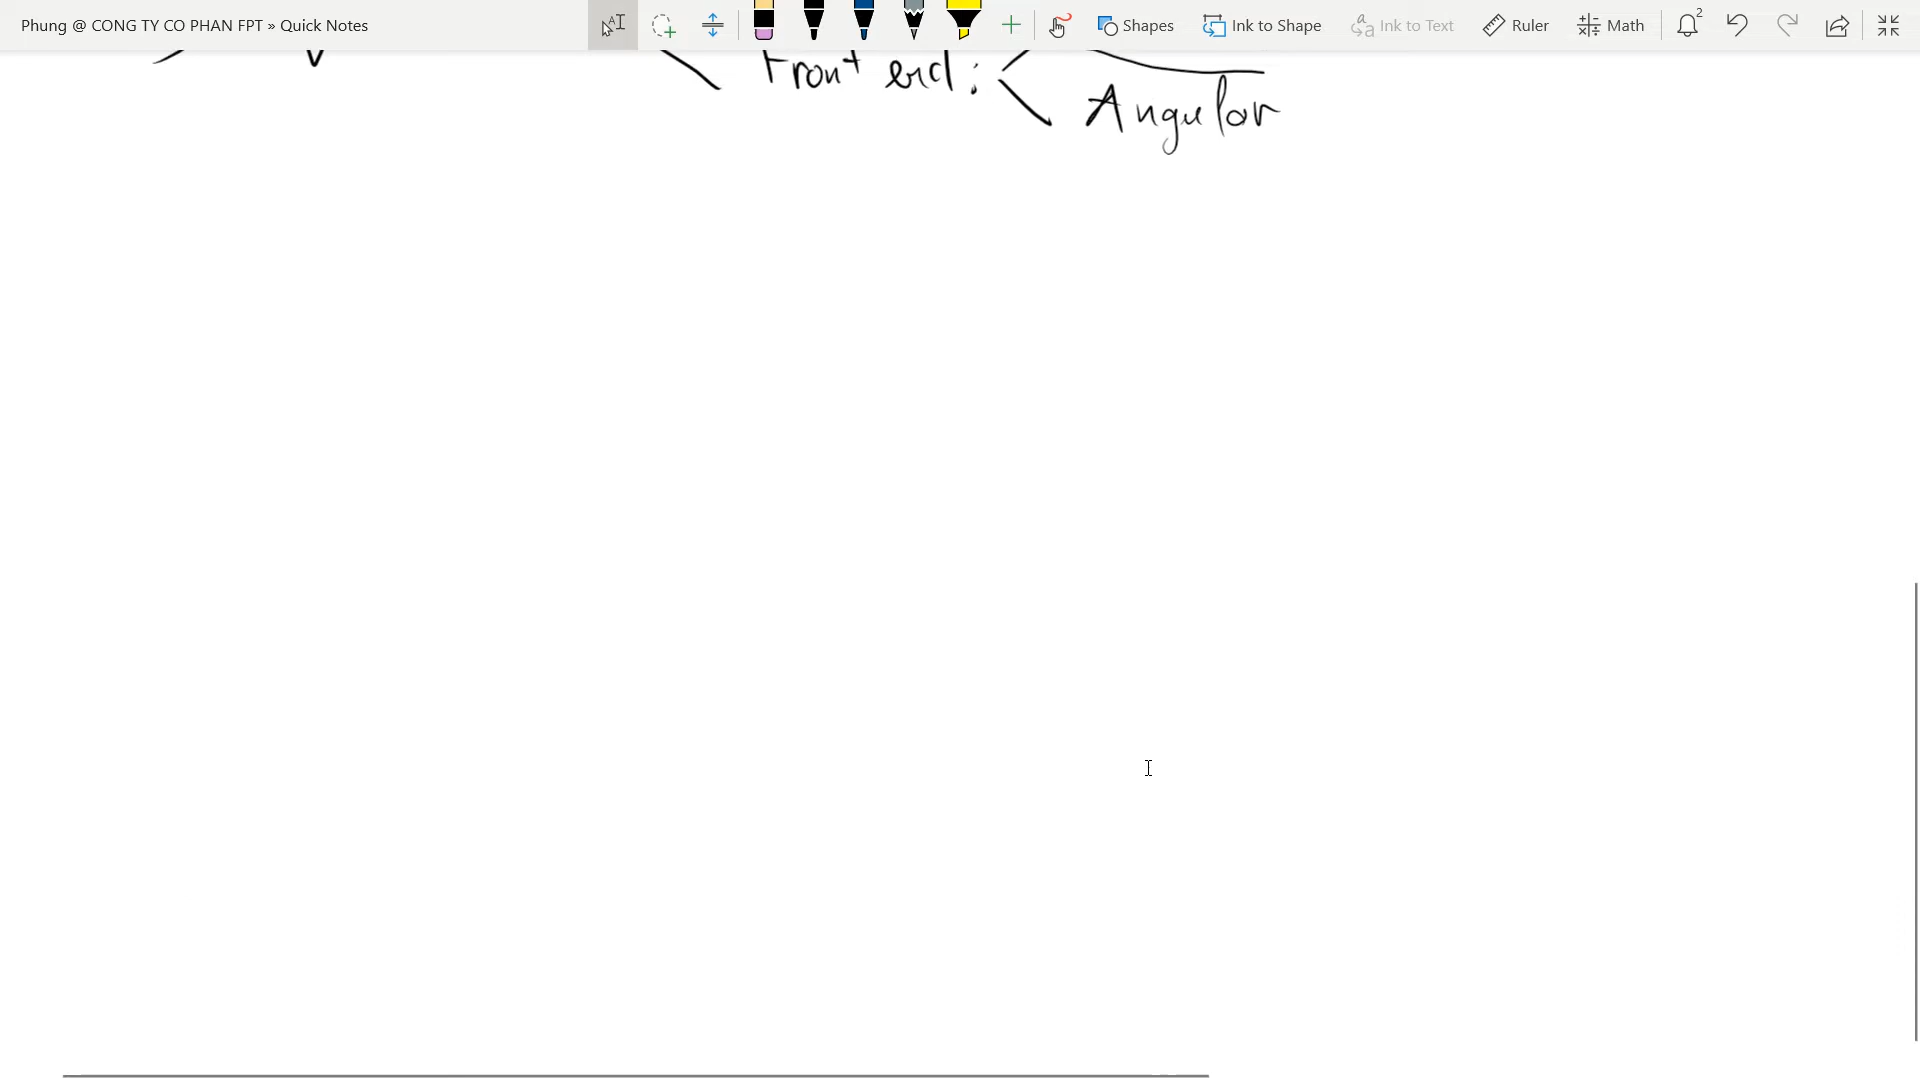 Phung @ CONG TY CO PHAN FPT » Quick Notes
Shapes
Ink to Shape
Ink to Text
Ruler
Math
2
Front end :
Angular